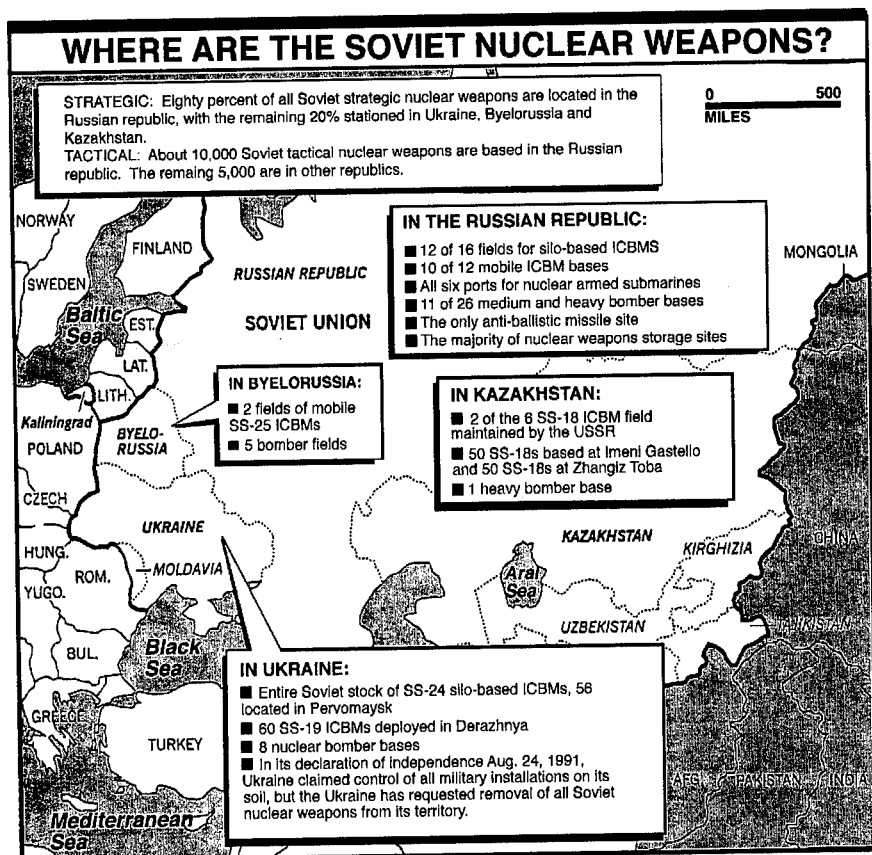 WHERE ARE THE SOVIET NUCLEAR WEAPONS?
STRATEGIC: Eighty percent of all Soviet strategic nuclear weapons are located in the
Russian republic, with the remaining 20% stationed in Ukraine, Byelorussia and
Kazakhstan.
TACTICAL: About 10,000 Soviet tactical nuclear weapons are based in the Russian
republic. The remaing 5,000 are in other republics.
0 500
MILES
NORWAY
FINLAND
SWEDEN
Baltic
Sea
EST.
LAT.
LITH.
Kaliningrad
POLAND
RUSSIAN REPUBLIC
SOVIET UNION
MONGOLIA
IN THE RUSSIAN REPUBLIC:
■ 12 of 16 fields for silo-based ICBMS
■ 10 of 12 mobile ICBM bases
■ All six ports for nuclear armed submarines
■ 11 of 26 medium and heavy bomber bases
■ The only anti-ballistic missile site
■ The majority of nuclear weapons storage sites
IN BYELORUSSIA:
■ 2 fields of mobile
SS-25 ICBMs
■ 5 bomber fields
BYELO-
RUSSIA
IN KAZAKHSTAN:
■ 2 of the 6 SS-18 ICBM field
maintained by the USSR
■ 50 SS-18s based at Imeni Gastello
and 50 SS-18s at Zhangiz Toba
■ 1 heavy bomber base
CZECH
HUNG.
YUGO.
ROM.
UKRAINE
MOLDAVIA
KAZAKHSTAN
KIRGHIZIA
CHINA
Aral
Sea
UZBEKISTAN
TAJIKISTAN
BUL.
Black
Sea
GREECE
TURKEY
Mediterranean
Sea
IN UKRAINE:
■ Entire Soviet stock of SS-24 silo-based ICBMs, 56
located in Pervomaysk
■ 60 SS-19 ICBMs deployed in Derazhnya
■ 8 nuclear bomber bases
■ In its declaration of independence Aug. 24, 1991,
Ukraine claimed control of all military installations on its
soil, but the Ukraine has requested removal of all Soviet
nuclear weapons from its territory.
AFG.
PAKISTAN
INDIA